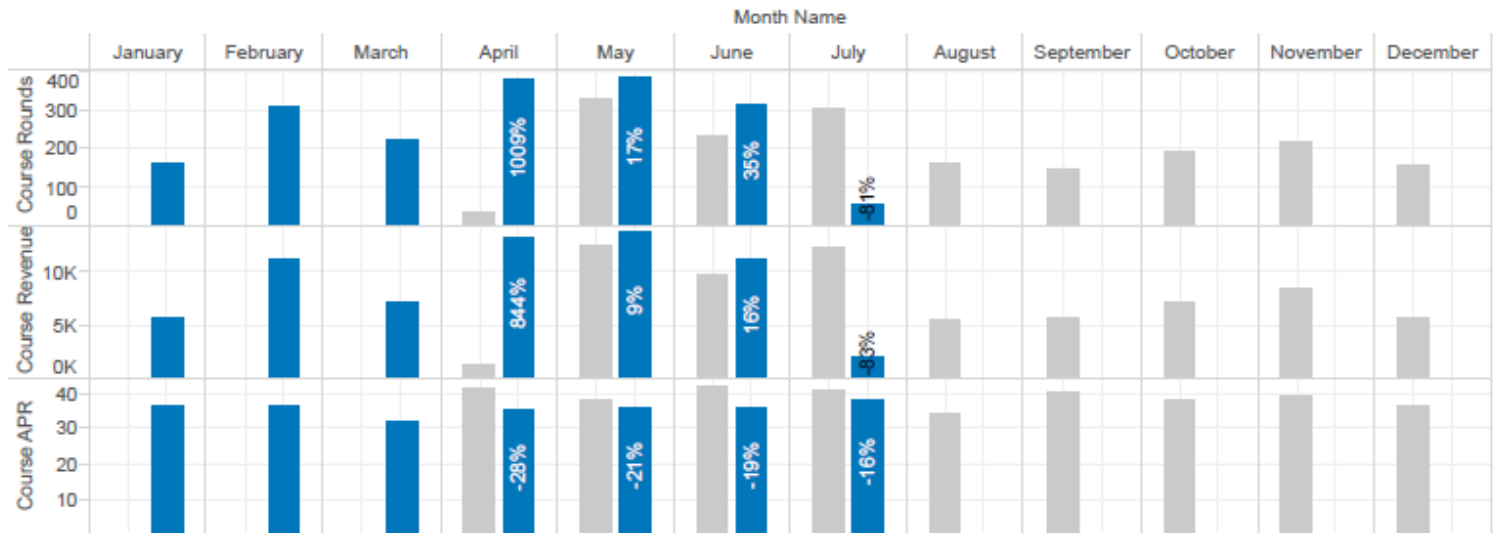 Month Name
January February March April May June July August September October November December
Course Rounds
400
300
200
100
0
1009%
17%
35%
-81%
Course Revenue
10K
5K
0K
844%
9%
16%
-83%
Course APR
40
30
20
10
-28%
-21%
-19%
-16%